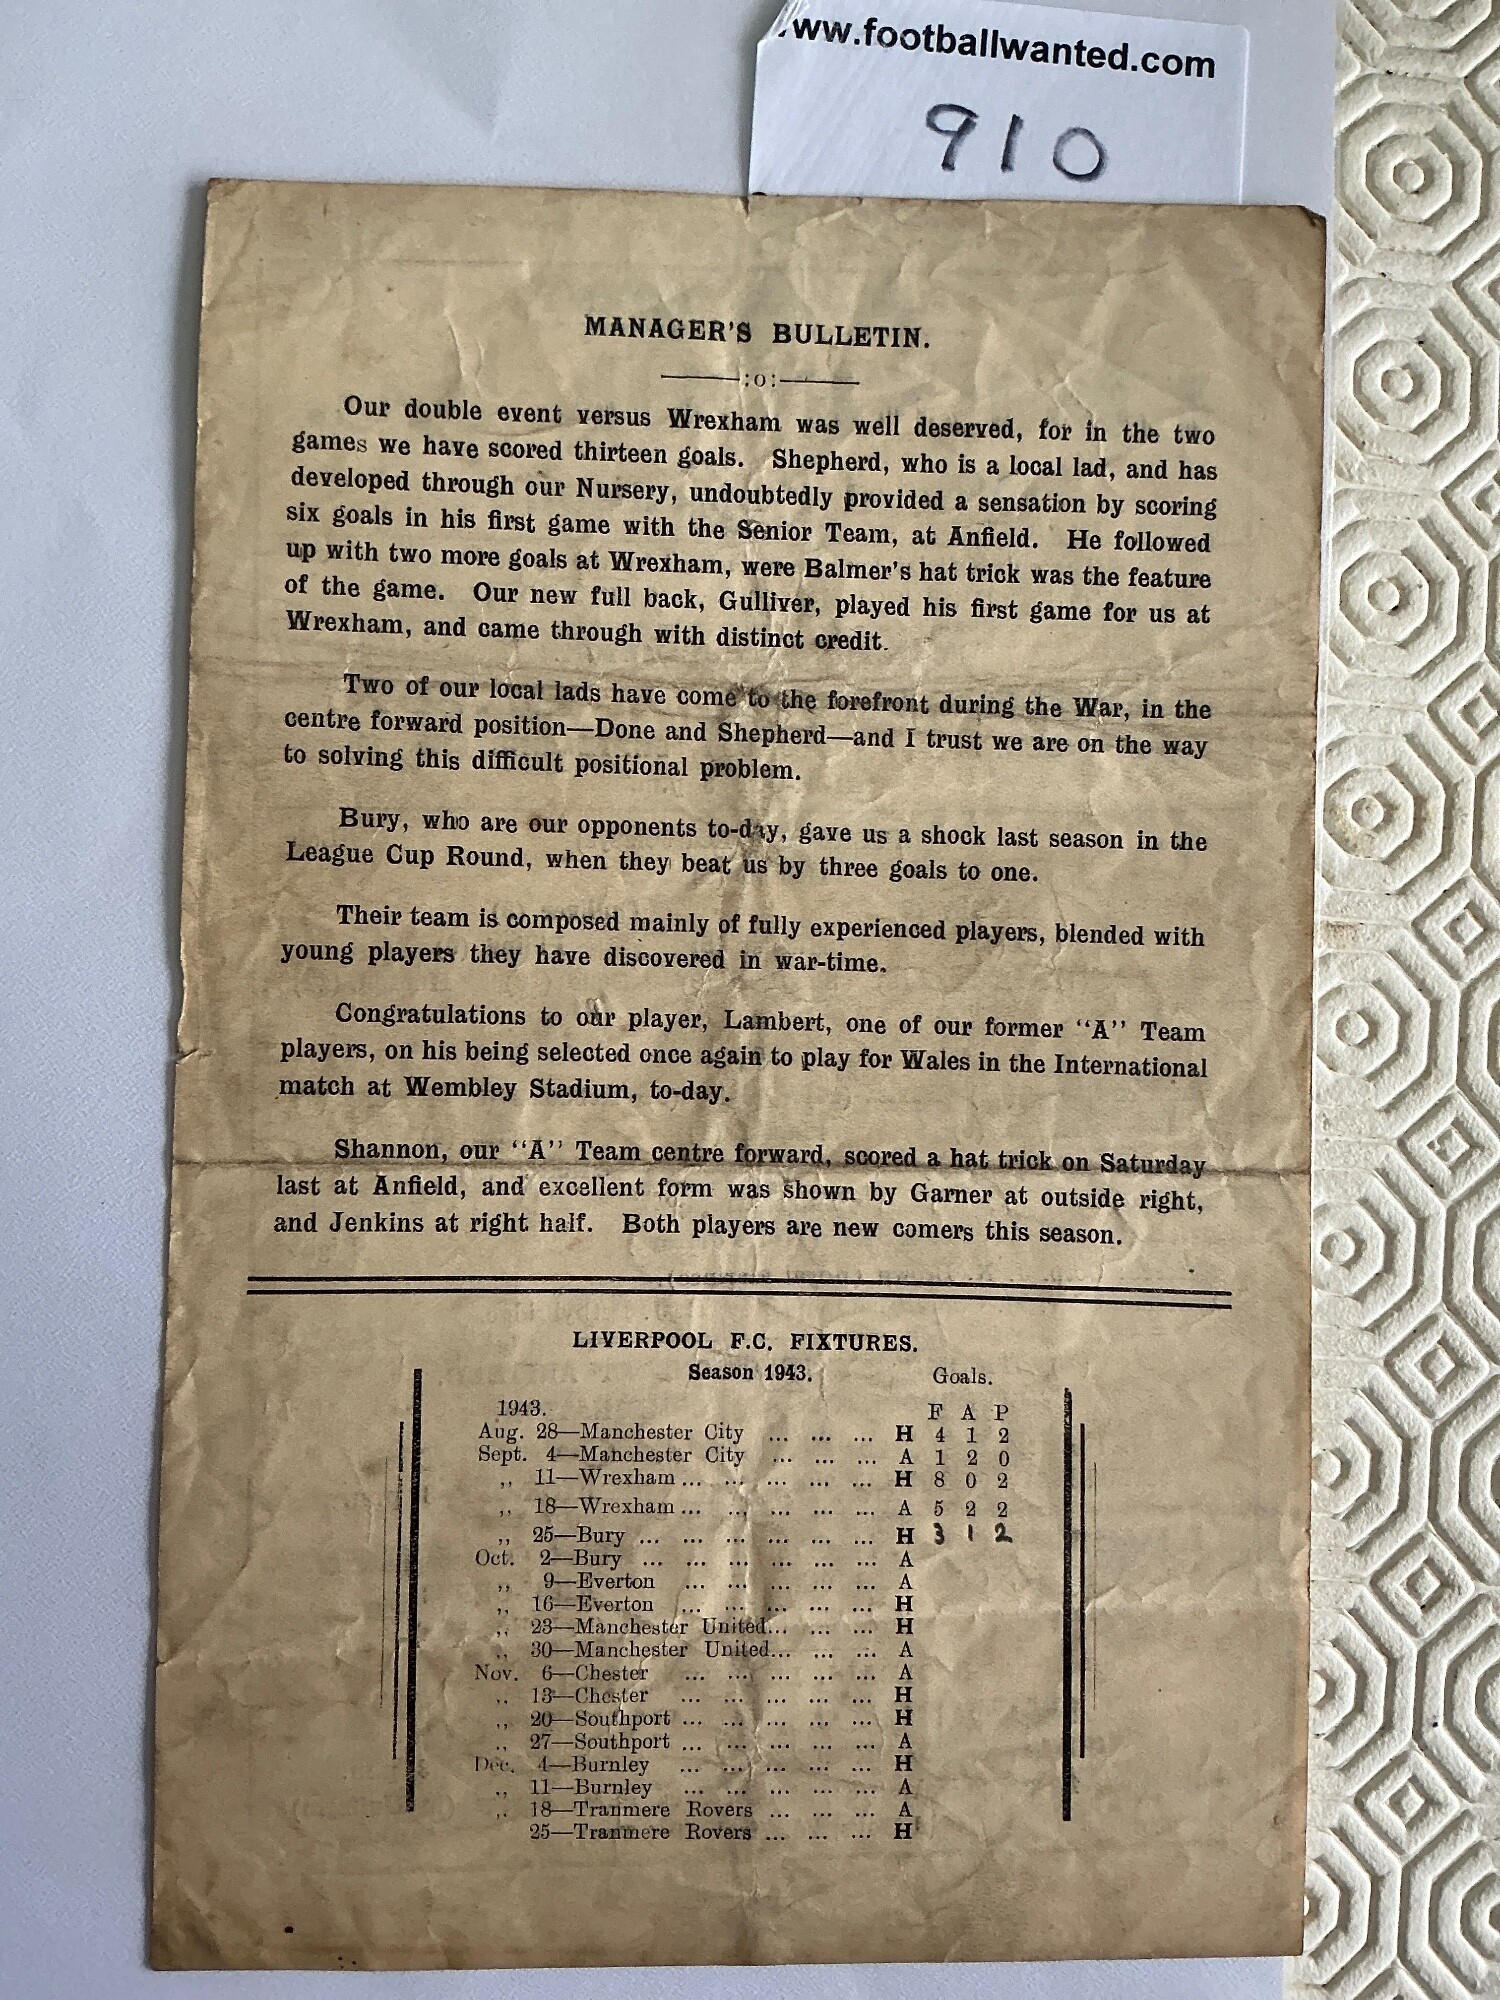 ww.footballwanted.com
910
MANAGER'S BULLETIN.
:o:
Our double event versus Wrexham was well deserved, for in the two
games we have scored thirteen goals. Shepherd, who is a local lad, and has
developed through our Nursery, undoubtedly provided a sensation by scoring
six goals in his first game with the Senior Team, at Anfield. He followed
up with two more goals at Wrexham, were Balmer's hat trick was the feature
of the game. Our new full back, Gulliver, played his first game for us at
Wrexham, and came through with distinct credit.
Two of our local lads have come to the forefront during the War, in the
centre forward position—Done and Shepherd—and I trust we are on the way
to solving this difficult positional problem.
Bury, who are our opponents to-day, gave us a shock last season in the
League Cup Round, when they beat us by three goals to one.
Their team is composed mainly of fully experienced players, blended with
young players they have discovered in war-time.
Congratulations to our player, Lambert, one of our former "A" Team
players, on his being selected once again to play for Wales in the International
match at Wembley Stadium, to-day.
Shannon, our "A" Team centre forward, scored a hat trick on Saturday
last at Anfield, and excellent form was shown by Garner at outside right,
and Jenkins at right half. Both players are new comers this season.
LIVERPOOL F.C. FIXTURES.
Season 1943. Goals.
1943. F A P
Aug. 28—Manchester City ... ... ... H 4 1 2
Sept. 4—Manchester City ... ... ... A 1 2 0
,, 11—Wrexham ... ... ... ... ... H 8 0 2
,, 18—Wrexham ... ... ... ... ... A 5 2 2
,, 25—Bury ... ... ... ... ... ... H 3 1 2
Oct. 2—Bury ... ... ... ... ... ... A
,, 9—Everton ... ... ... ... ... A
,, 16—Everton ... ... ... ... ... H
,, 23—Manchester United... ... ... H
,, 30—Manchester United... ... ... A
Nov. 6—Chester ... ... ... ... ... A
,, 13—Chester ... ... ... ... ... H
,, 20—Southport ... ... ... ... ... H
,, 27—Southport ... ... ... ... ... A
Dec. 4—Burnley ... ... ... ... ... H
,, 11—Burnley ... ... ... ... ... A
,, 18—Tranmere Rovers ... ... ... A
25—Tranmere Rovers ... ... ... H